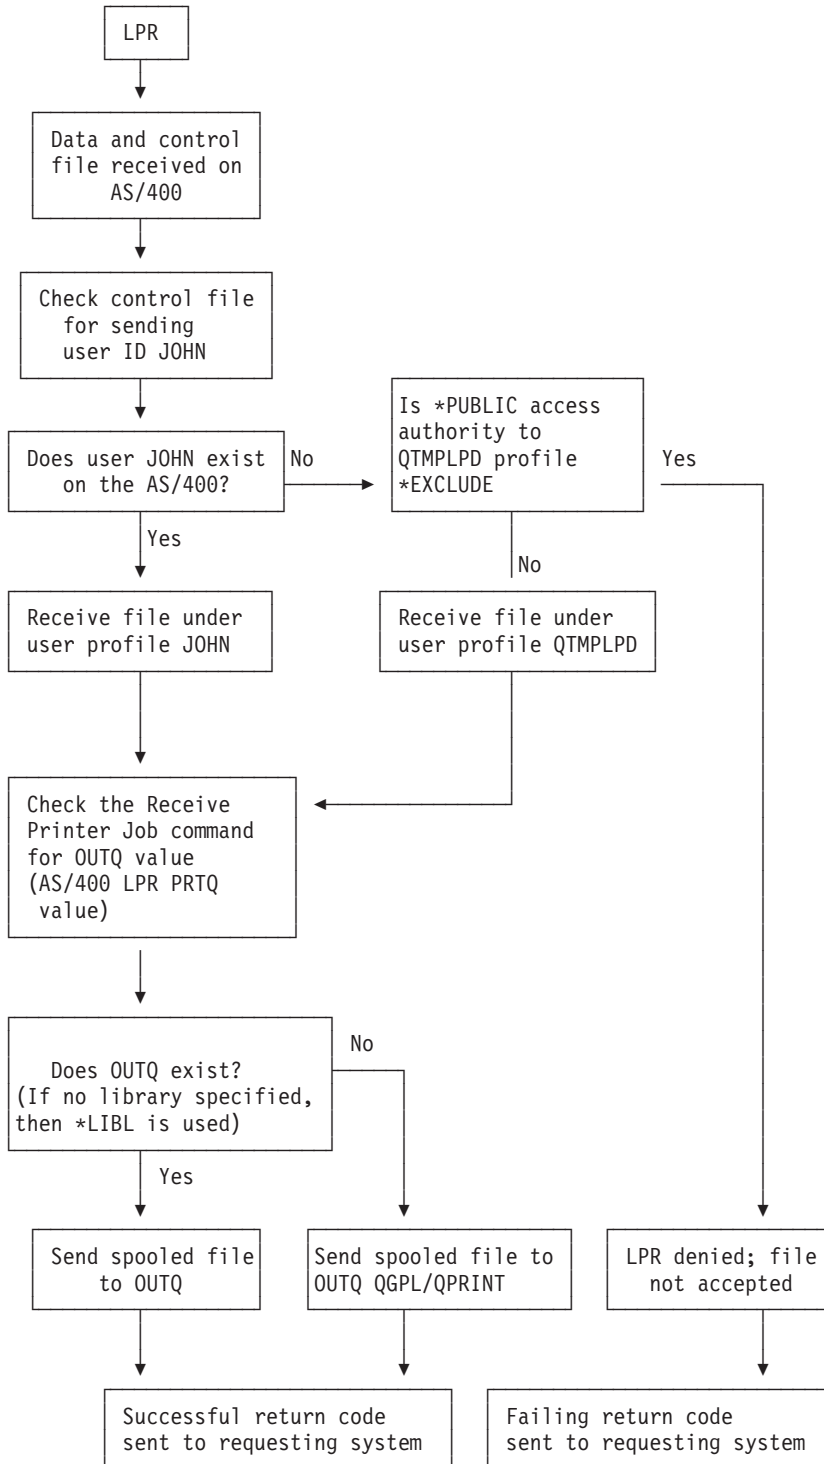 LPR
Data and control
file received on
AS/400
Check control file
for sending
user ID JOHN
Does user JOHN exist
on the AS/400?
No
Is *PUBLIC access
authority to
QTMPLPD profile
*EXCLUDE
Yes
Yes
No
Receive file under
user profile JOHN
Receive file under
user profile QTMPLPD
Check the Receive
Printer Job command
for OUTQ value
(AS/400 LPR PRTQ
value)
Does OUTQ exist?
(If no library specified,
then *LIBL is used)
No
Yes
Send spooled file
to OUTQ
Send spooled file to
OUTQ QGPL/QPRINT
LPR denied; file
not accepted
Successful return code
sent to requesting system
Failing return code
sent to requesting system